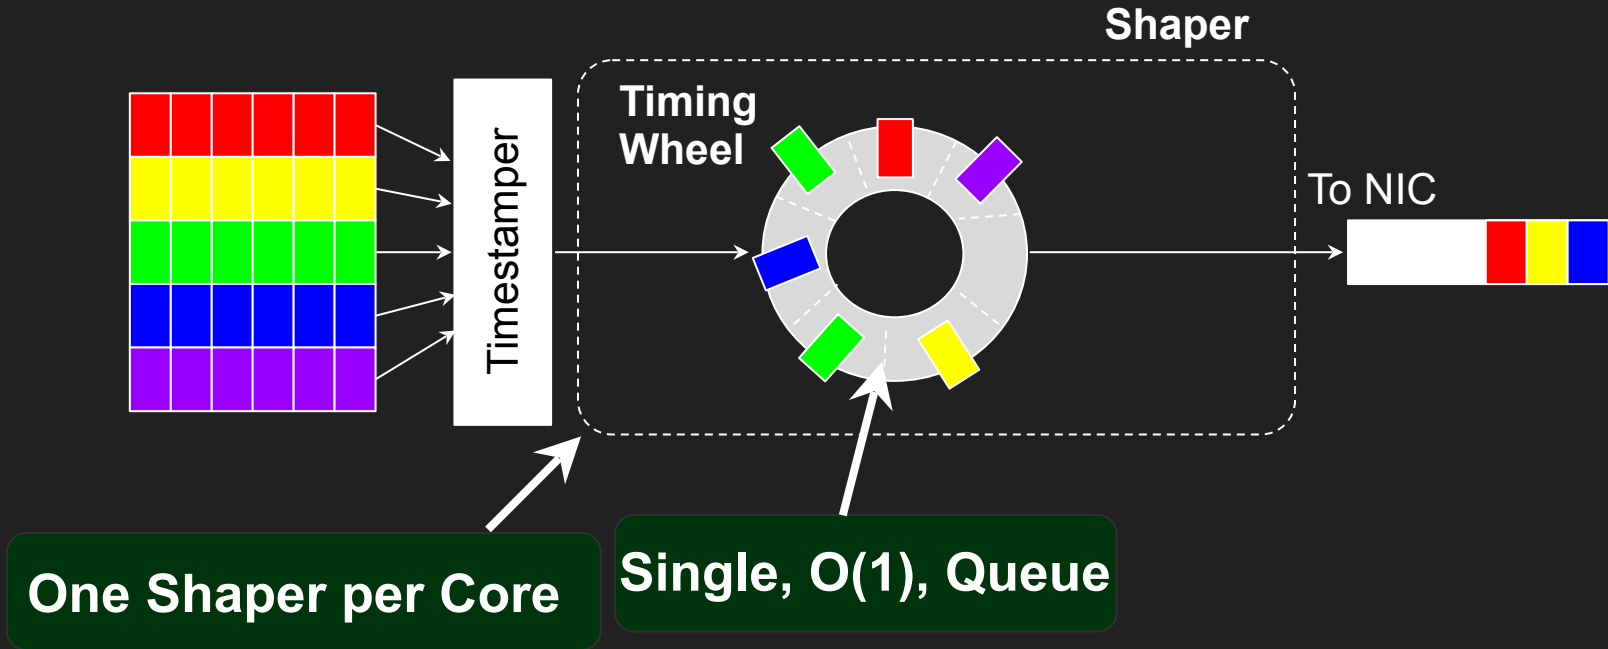 Shaper
Timing
Wheel
Timestamper
To NIC
One Shaper per Core
Single, O(1), Queue